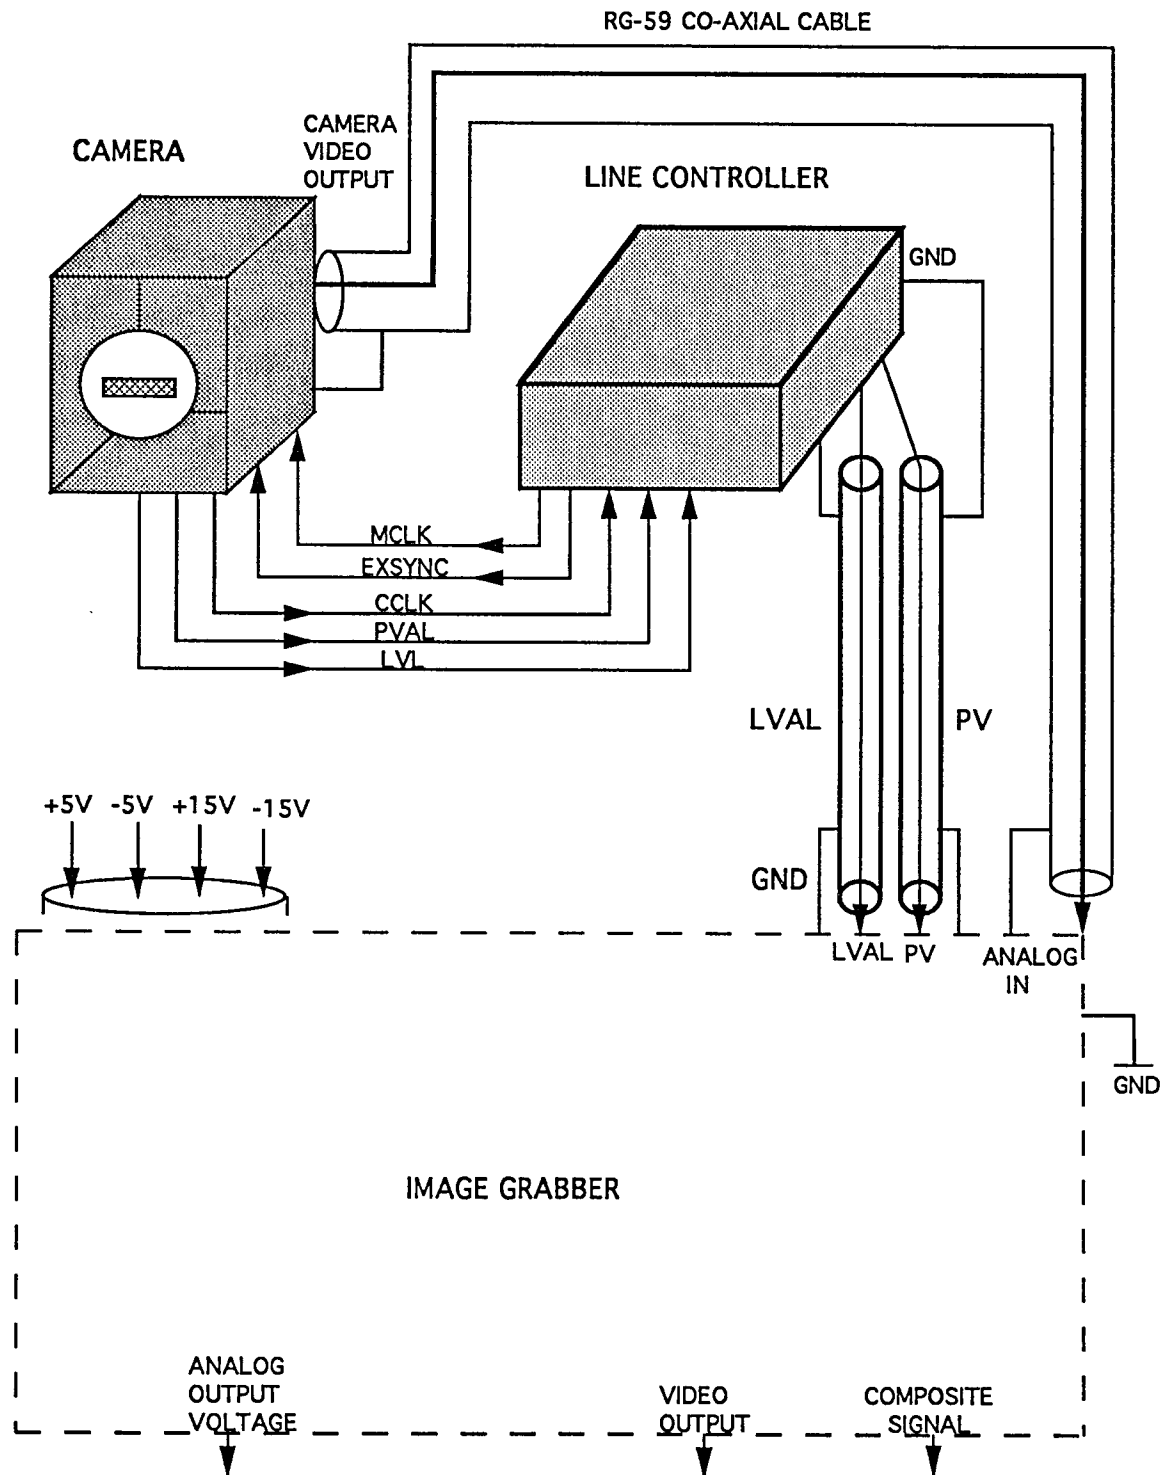 RG-59 CO-AXIAL CABLE
CAMERA
VIDEO
OUTPUT
CAMERA
LINE CONTROLLER
GND
MCLK
EXSYNC
CCLK
PVAL
LVL
LVAL
PV
+5V -5V +15V -15V
GND
LVAL PV
ANALOG
IN
GND
IMAGE GRABBER
ANALOG
OUTPUT
VOLTAGE
VIDEO
OUTPUT
COMPOSITE
SIGNAL